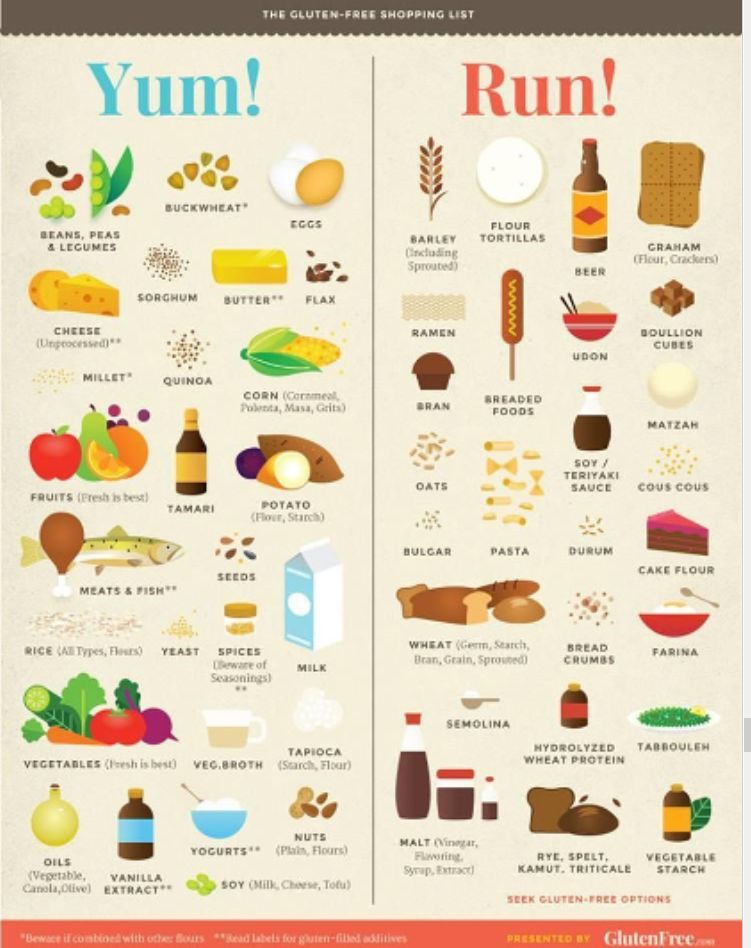 THE GLUTEN-FREE SHOPPING LIST
Yum!
BEANS, PEAS
& LEGUMES
BUCKWHEAT*
EGGS
CHEESE
(Unprocessed)**
SORGHUM
BUTTER**
FLAX
MILLET*
QUINOA
CORN (Cornmeal,
Polenta, Masa, Grits)
FRUITS (Fresh is best)
TAMARI
POTATO
(Flour, Starch)
MEATS & FISH**
SEEDS
RICE (All Types, Flours)
YEAST
SPICES
(Beware of
Seasonings)
**
MILK
VEGETABLES (Fresh is best)
VEG.BROTH
TAPIOCA
(Starch, Flour)
OILS
(Vegetable,
Canola,Olive)
VANILLA
EXTRACT**
YOGURTS**
NUTS
(Plain, Flours)
SOY (Milk, Cheese, Tofu)
Run!
BARLEY
(Including
Sprouted)
FLOUR
TORTILLAS
BEER
GRAHAM
(Flour, Crackers)
RAMEN
BREADED
FOODS
UDON
BOULLION
CUBES
BRAN
MATZAH
OATS
PASTA
SOY /
TERIYAKI
SAUCE
COUS COUS
BULGAR
DURUM
CAKE FLOUR
WHEAT (Germ, Starch,
Bran, Grain, Sprouted)
BREAD
CRUMBS
FARINA
SEMOLINA
HYDROLYZED
WHEAT PROTEIN
TABBOULEH
MALT (Vinegar,
Flavoring,
Syrup, Extract)
RYE, SPELT,
KAMUT, TRITICALE
VEGETABLE
STARCH
SEEK GLUTEN-FREE OPTIONS
*Beware if combined with other flours **Read labels for gluten-filled additives
PRESENTED BY GlutenFree.com